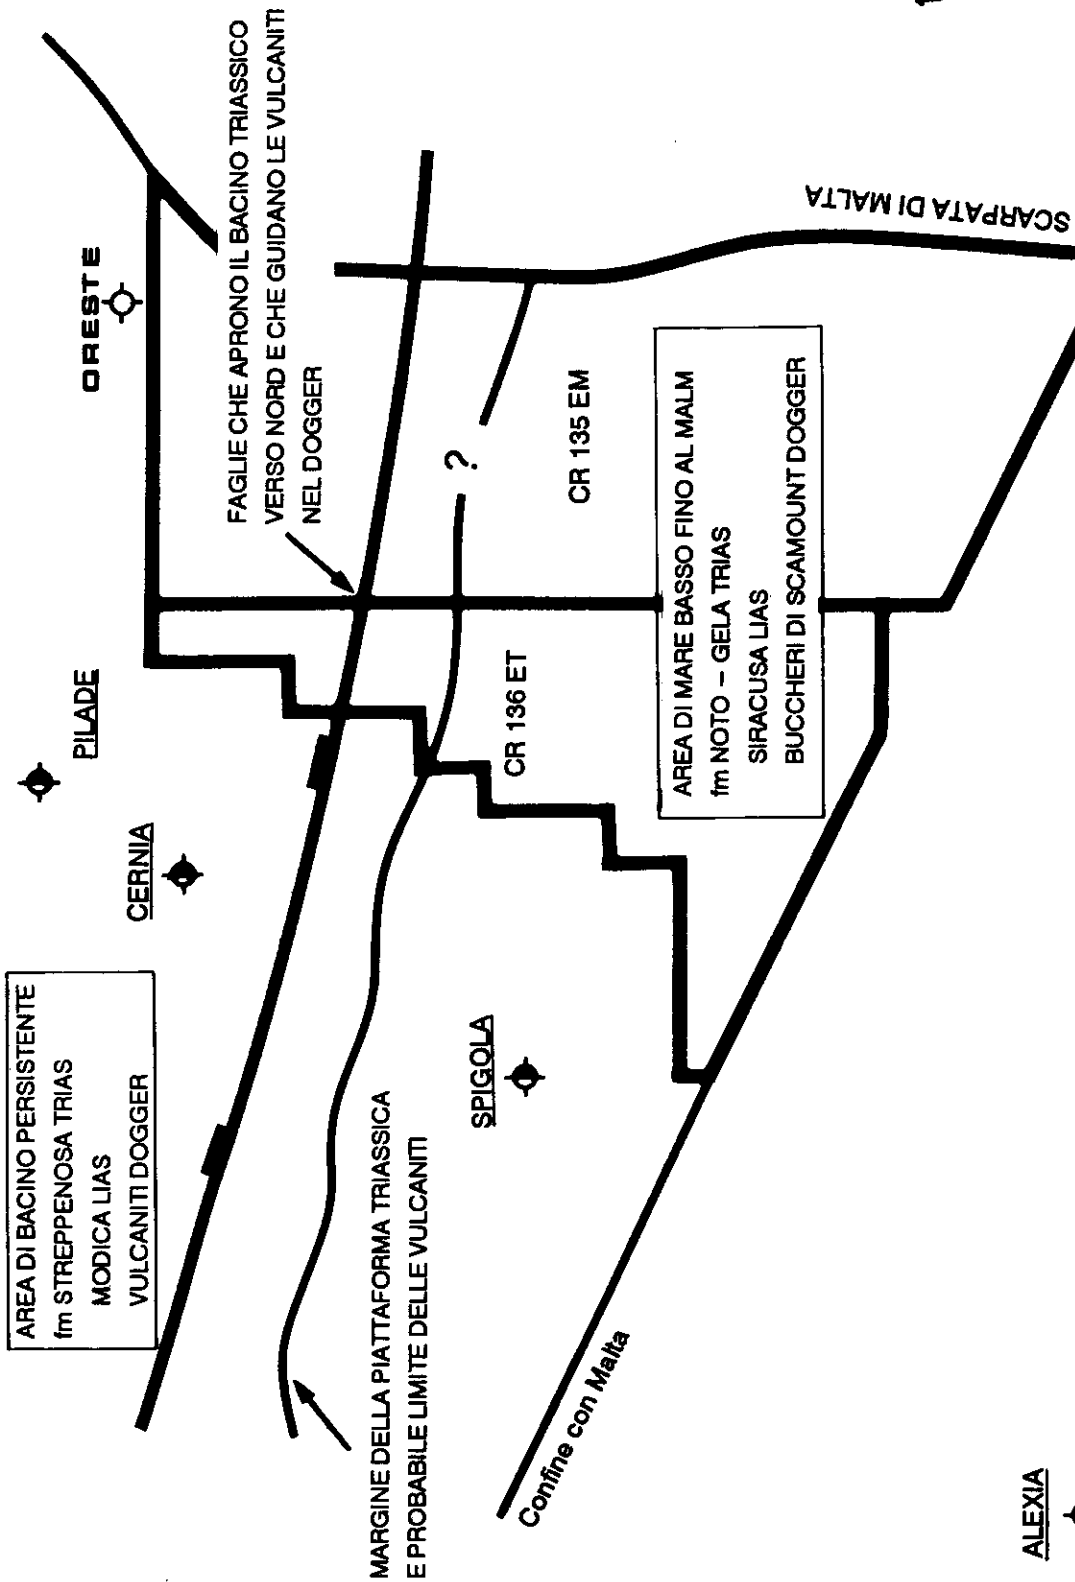 AREA DI BACINO PERSISTENTE
fm STREPPENOSA TRIAS
MODICA LIAS
VULCANITI DOGGER
CERNIA
PILADE
ORESTE
FAGLIE CHE APRONO IL BACINO TRIASSICO
VERSO NORD E CHE GUIDANO LE VULCANITI
NEL DOGGER
MARGINE DELLA PIATTAFORMA TRIASSICA
E PROBABILE LIMITE DELLE VULCANITI
SPIGOLA
CR 136 ET
?
CR 135 EM
AREA DI MARE BASSO FINO AL MALM
fm NOTO – GELA TRIAS
SIRACUSA LIAS
BUCCHERI DI SCAMOUNT DOGGER
SCARPATA DI MALTA
Confine con Malta
ALEXIA